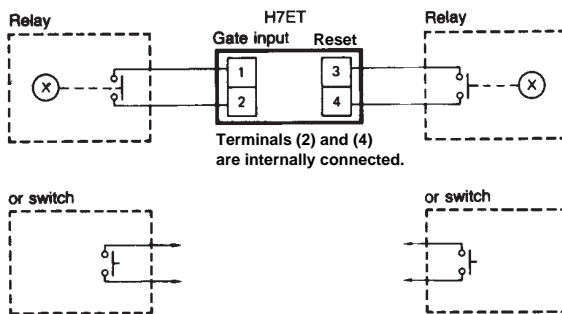 H7ET
Relay
Gate input
Reset
Relay
X
1
3
X
2
4
Terminals (2) and (4)
are internally connected.
or switch
or switch